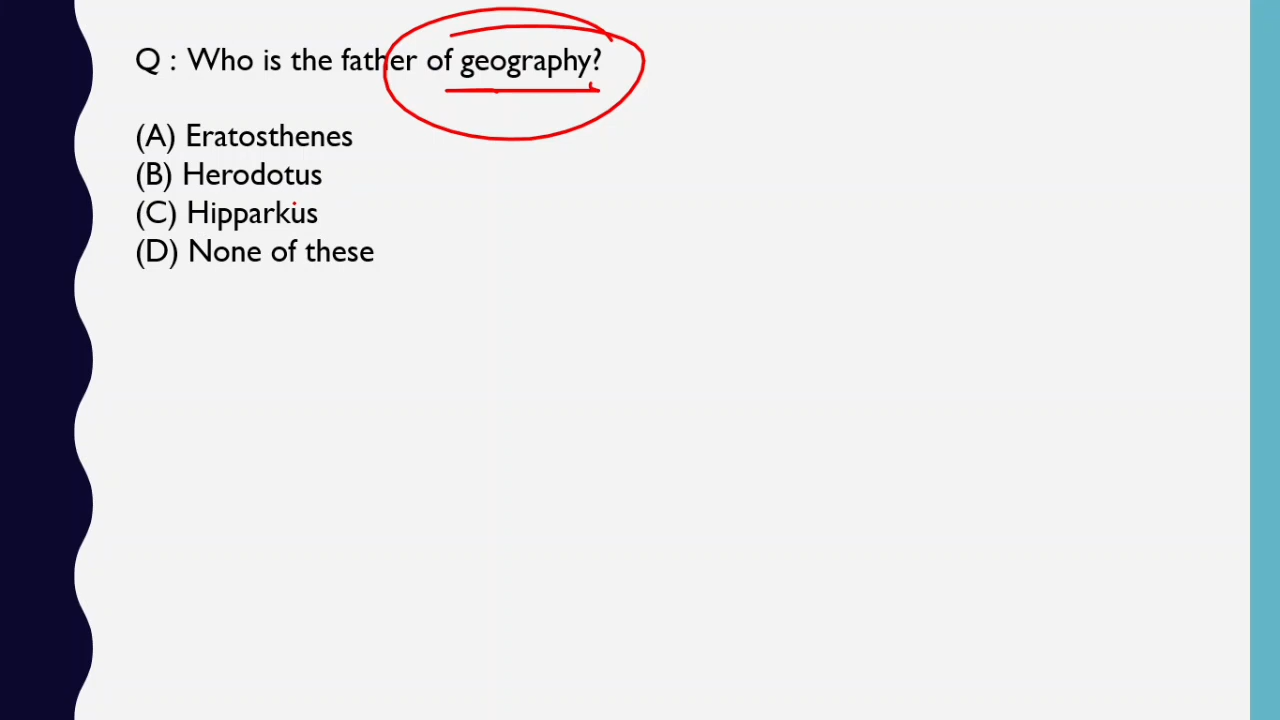 Q : Who is the father of geography?
(A) Eratosthenes
(B) Herodotus
(C) Hipparkus
(D) None of these